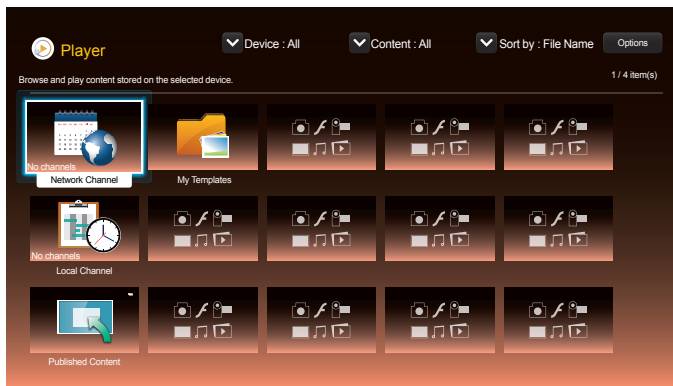 Player
Device : All
Content : All
Sort by : File Name
Options
Browse and play content stored on the selected device.
1 / 4 item(s)
No channels
Network Channel
My Templates
No channels
Local Channel
Published Content